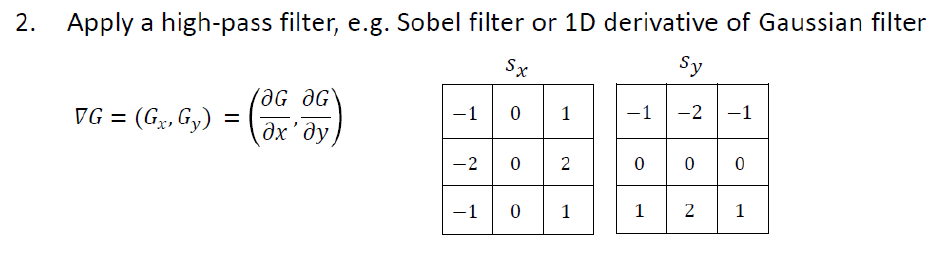 2. Apply a high-pass filter, e.g. Sobel filter or 1D derivative of Gaussian filter
S_x S_y
∇G = (G_x, G_y) = (∂G/∂x, ∂G/∂y)
−1 0 1 −1 −2 −1
−2 0 2 0 0 0
−1 0 1 1 2 1